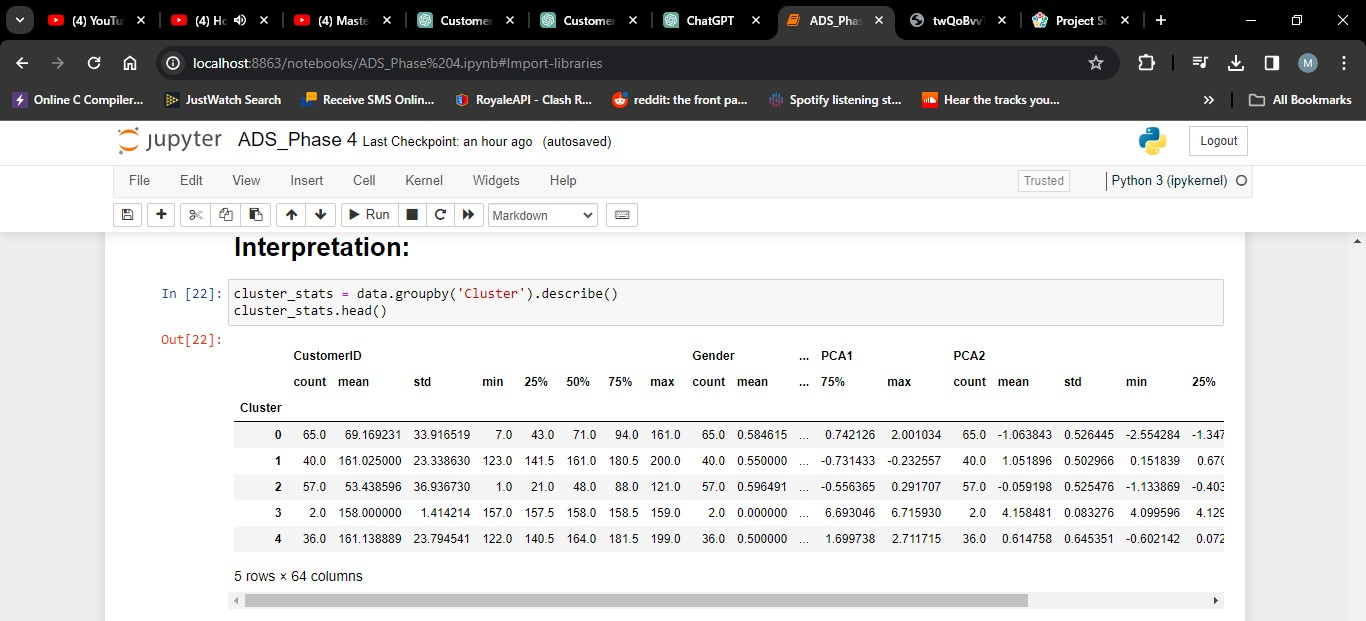 (4) YouTu
(4) Ho
(4) Maste
Customer
Customer
ChatGPT
ADS_Phas
twQoBvv
Project Su
localhost:8863/notebooks/ADS_Phase%204.ipynb#Import-libraries
M
Online C Compiler...
JustWatch Search
Receive SMS Onlin...
RoyaleAPI - Clash R...
reddit: the front pa...
Spotify listening st...
Hear the tracks you...
All Bookmarks
jupyter ADS_Phase 4 Last Checkpoint: an hour ago (autosaved)
Logout
File Edit View Insert Cell Kernel Widgets Help
Trusted
Python 3 (ipykernel)
Run
Markdown
Interpretation:
In [22]: cluster_stats = data.groupby('Cluster').describe()
cluster_stats.head()
Out[22]:
CustomerID Gender ... PCA1 PCA2
count mean std min 25% 50% 75% max count mean ... 75% max count mean std min 25%
Cluster
0 65.0 69.169231 33.916519 7.0 43.0 71.0 94.0 161.0 65.0 0.584615 ... 0.742126 2.001034 65.0 -1.063843 0.526445 -2.554284 -1.347
1 40.0 161.025000 23.338630 123.0 141.5 161.0 180.5 200.0 40.0 0.550000 ... -0.731433 -0.232557 40.0 1.051896 0.502966 0.151839 0.670
2 57.0 53.438596 36.936730 1.0 21.0 48.0 88.0 121.0 57.0 0.596491 ... -0.556365 0.291707 57.0 -0.059198 0.525476 -1.133869 -0.403
3 2.0 158.000000 1.414214 157.0 157.5 158.0 158.5 159.0 2.0 0.000000 ... 6.693046 6.715930 2.0 4.158481 0.083276 4.099596 4.129
4 36.0 161.138889 23.794541 122.0 140.5 164.0 181.5 199.0 36.0 0.500000 ... 1.699738 2.711715 36.0 0.614758 0.645351 -0.602142 0.072
5 rows × 64 columns